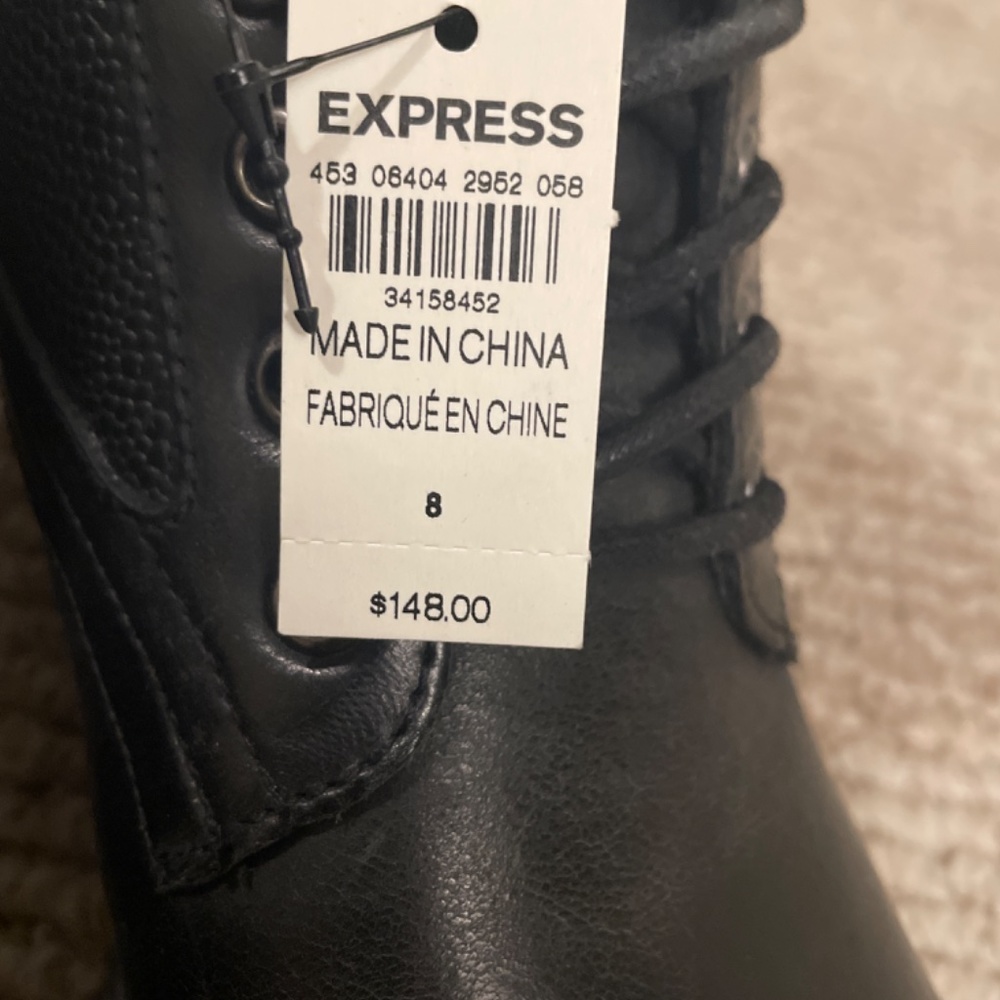 EXPRESS
453 06404 2952 058
34158452
MADE IN CHINA
FABRIQUÉ EN CHINE
8
$148.00